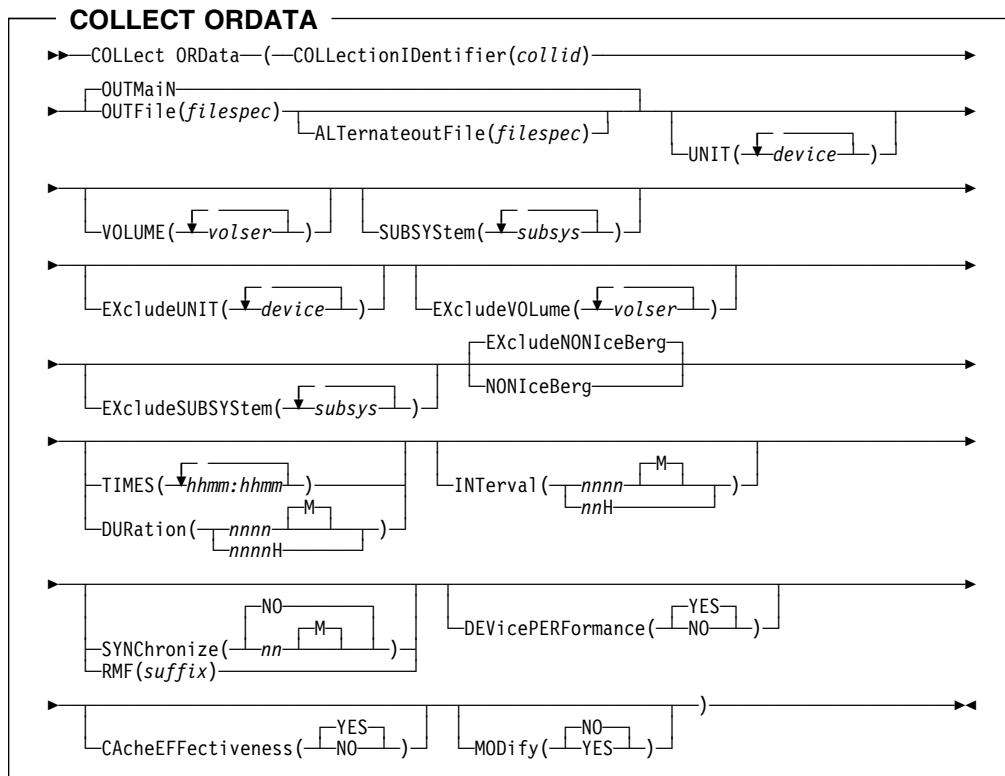 COLLECT ORDATA
COLLect ORData ( COLLectionIDentifier(collid)
OUTMaiN
OUTFile(filespec)
ALTernateoutFile(filespec)
UNIT( device )
VOLUME( volser ) SUBSYStem( subsys )
EXcludeUNIT( device ) EXcludeVOLume( volser )
EXcludeNONIceBerg
EXcludeSUBSYStem( subsys ) NONIceBerg
TIMES( hhmm:hhmm ) INTerval( nnnn M
nnH )
DURation( nnnn M
nnnnH )
NO YES
SYNChronize( nn M ) DEVicePERFormance( NO )
RMF(suffix)
YES NO )
CAcheEFFectiveness( NO ) MODify( YES )